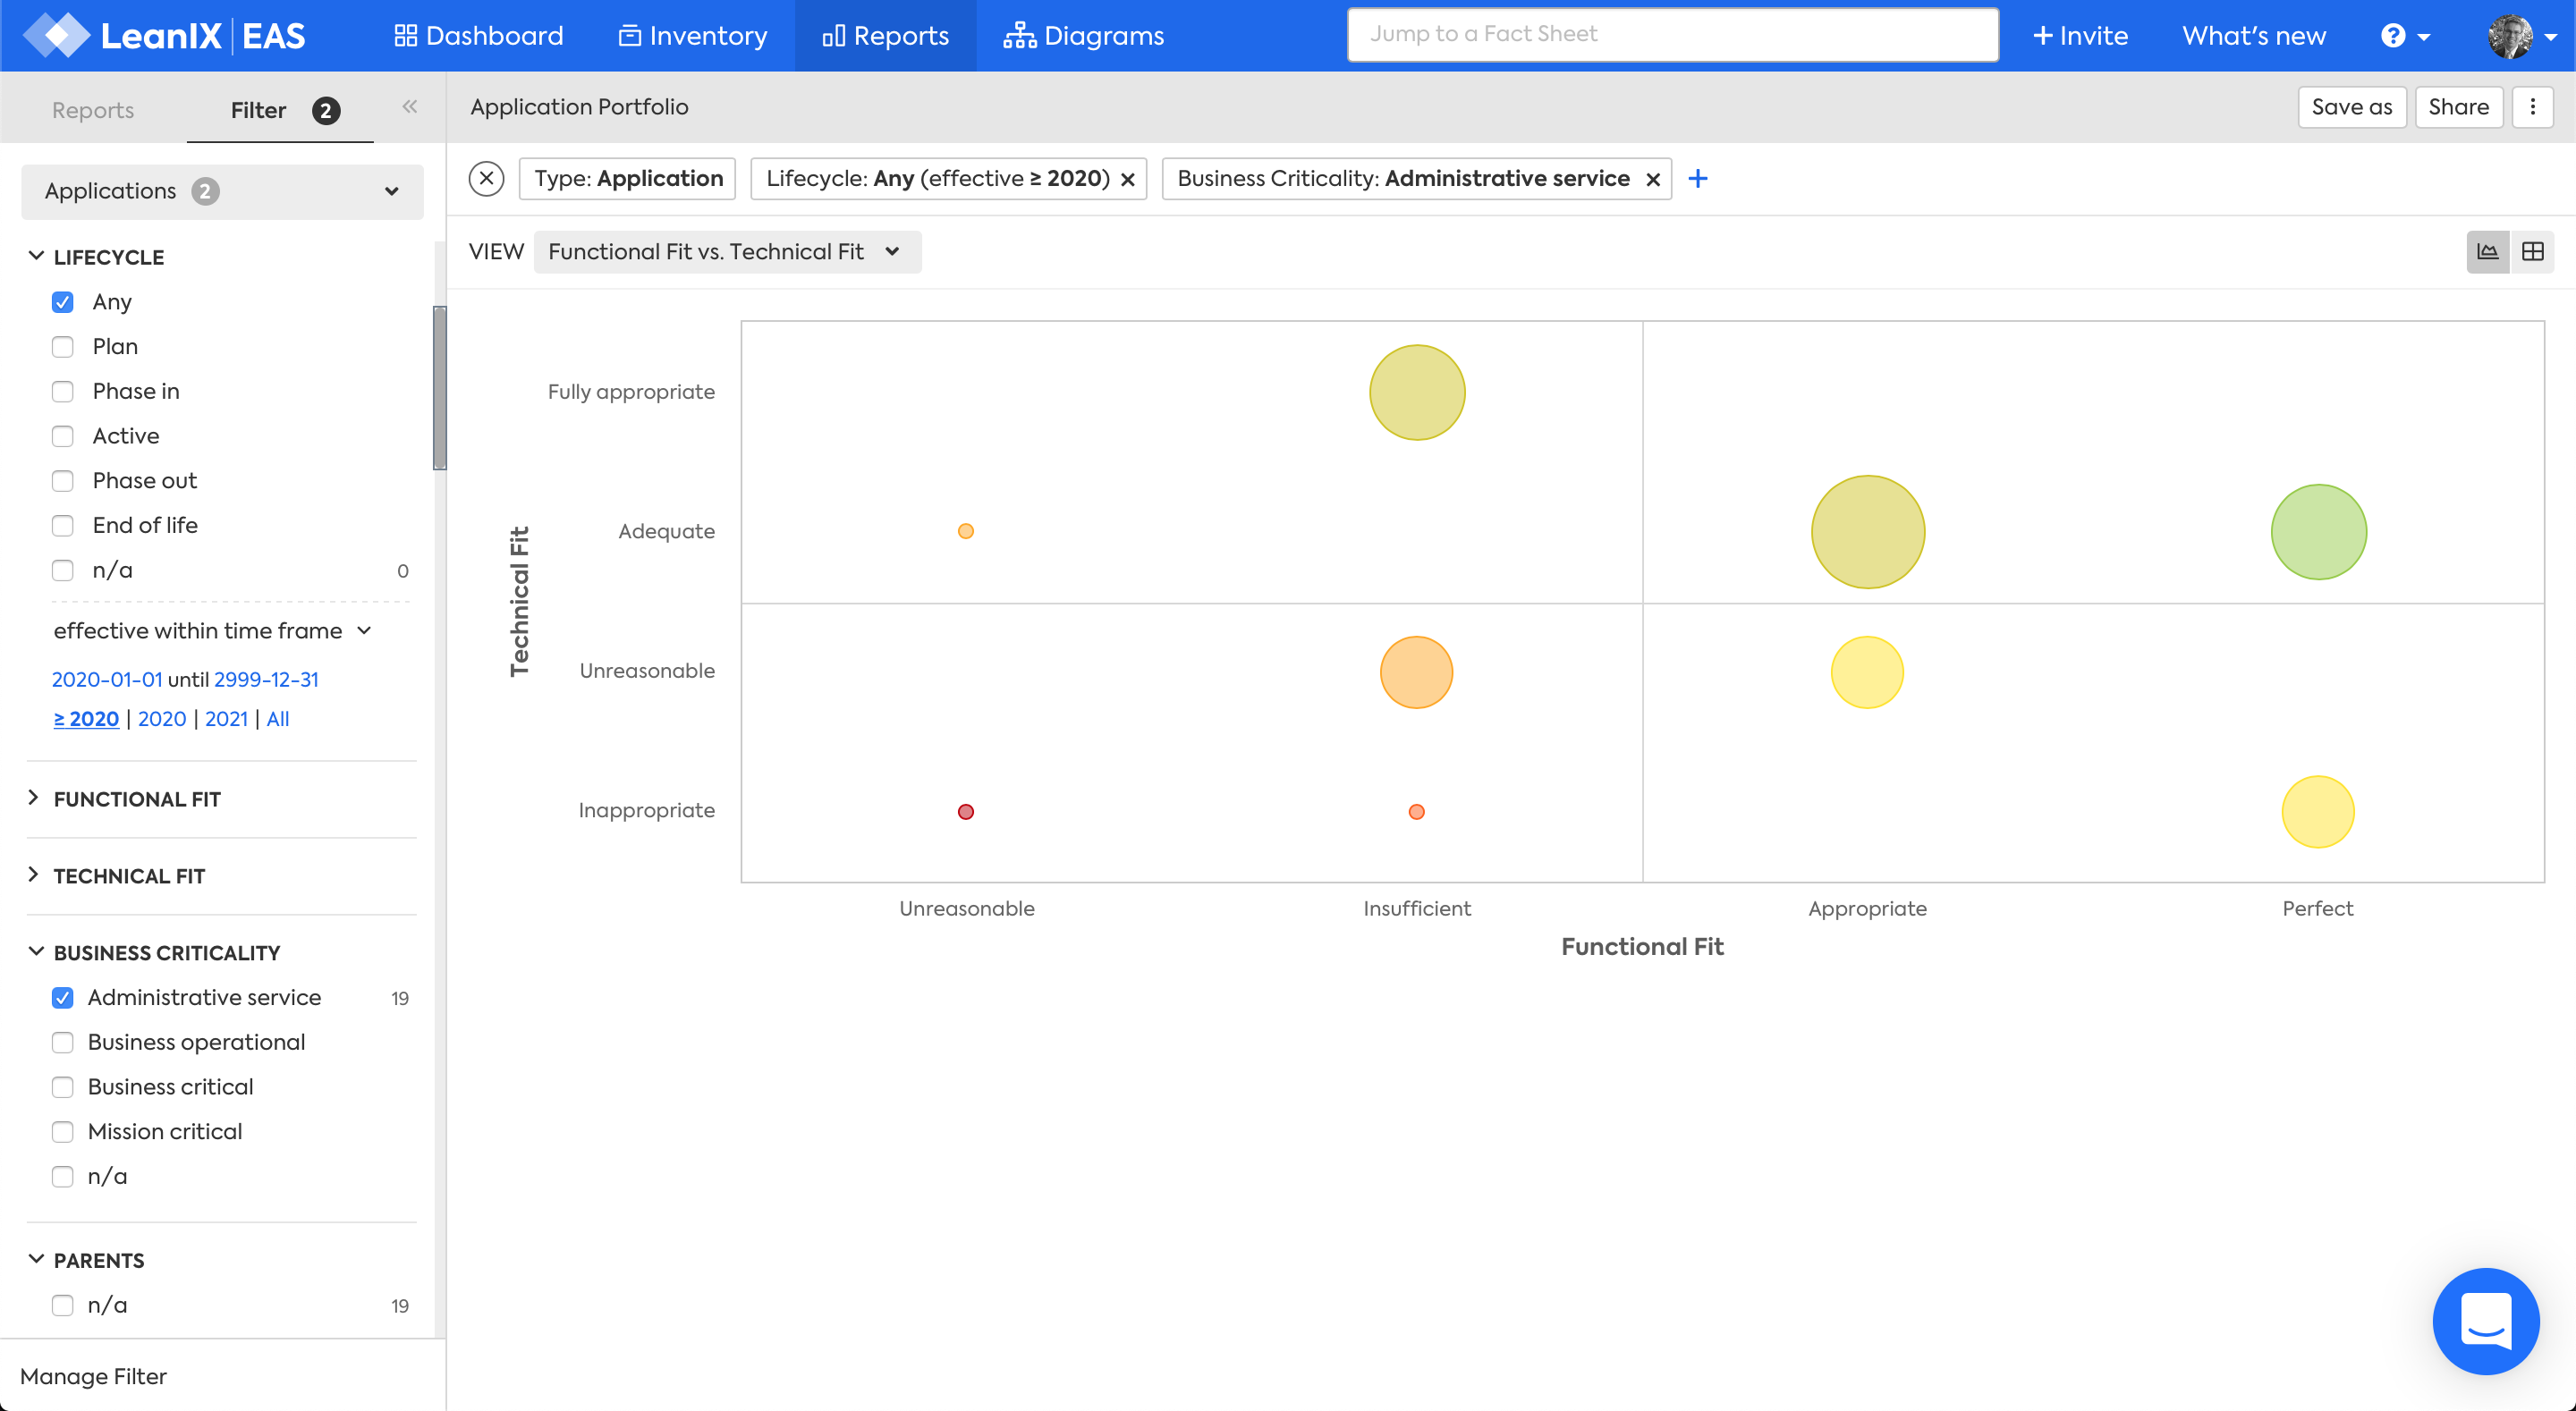 LeanIX EAS
Dashboard
Inventory
Reports
Diagrams
Jump to a Fact Sheet
+ Invite
What's new
?
Reports
Filter 2
«
Application Portfolio
Save as
Share
Applications 2
Type: Application
Lifecycle: Any (effective ≥ 2020) ×
Business Criticality: Administrative service ×
+
VIEW Functional Fit vs. Technical Fit
LIFECYCLE
Any
Plan
Phase in
Active
Phase out
End of life
n/a 0
effective within time frame
2020-01-01 until 2999-12-31
≥ 2020 | 2020 | 2021 | All
FUNCTIONAL FIT
TECHNICAL FIT
BUSINESS CRITICALITY
Administrative service 19
Business operational
Business critical
Mission critical
n/a
PARENTS
n/a 19
Manage Filter
Technical Fit
Fully appropriate
Adequate
Unreasonable
Inappropriate
Unreasonable
Insufficient
Appropriate
Perfect
Functional Fit